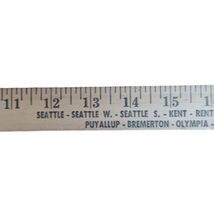 11 12 13 14 15 1
SEATTLE - SEATTLE W. - SEATTLE S. - KENT - RENT
PUYALLUP - BREMERTON - OLYMPIA -